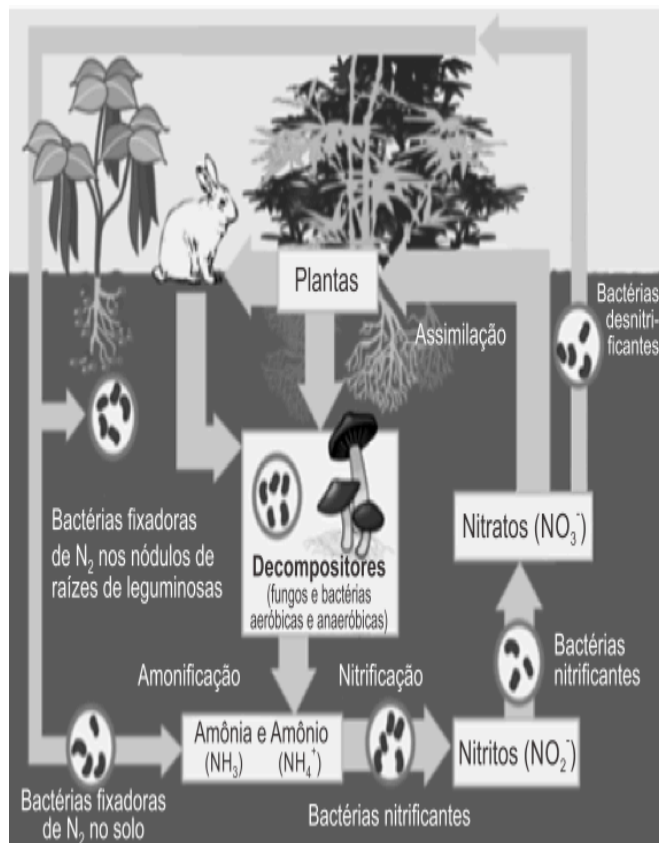 Plantas
Bactérias
desnitri-
ficantes
Assimilação
Bactérias fixadoras
de N₂ nos nódulos de
raízes de leguminosas
Decompositores
(fungos e bactérias
aeróbicas e anaeróbicas)
Nitratos (NO₃⁻)
Bactérias
nitrificantes
Amonificação
Nitrificação
Amônia e Amônio
(NH₃) (NH₄⁺)
Nitritos (NO₂⁻)
Bactérias fixadoras
de N₂ no solo
Bactérias nitrificantes